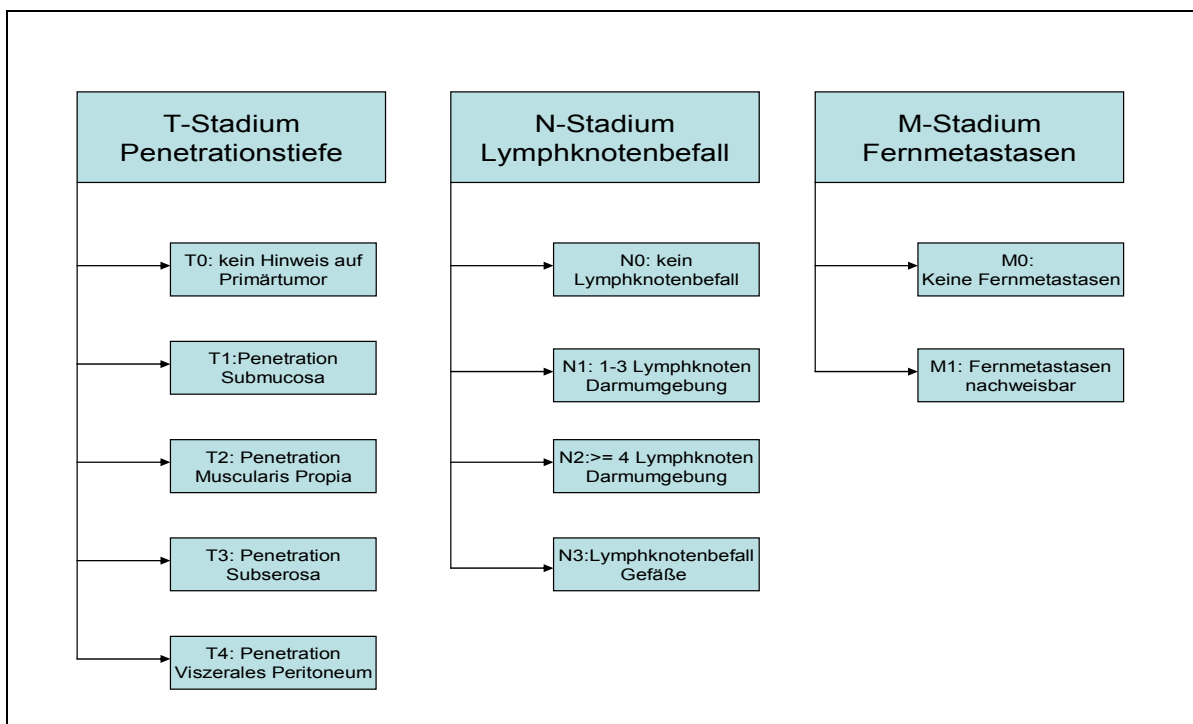 T-Stadium
Penetrationstiefe
T0: kein Hinweis auf
Primärtumor
T1:Penetration
Submucosa
T2: Penetration
Muscularis Propia
T3: Penetration
Subserosa
T4: Penetration
Viszerales Peritoneum
N-Stadium
Lymphknotenbefall
N0: kein
Lymphknotenbefall
N1: 1-3 Lymphknoten
Darmumgebung
N2:>= 4 Lymphknoten
Darmumgebung
N3:Lymphknotenbefall
Gefäße
M-Stadium
Fernmetastasen
M0:
Keine Fernmetastasen
M1: Fernmetastasen
nachweisbar